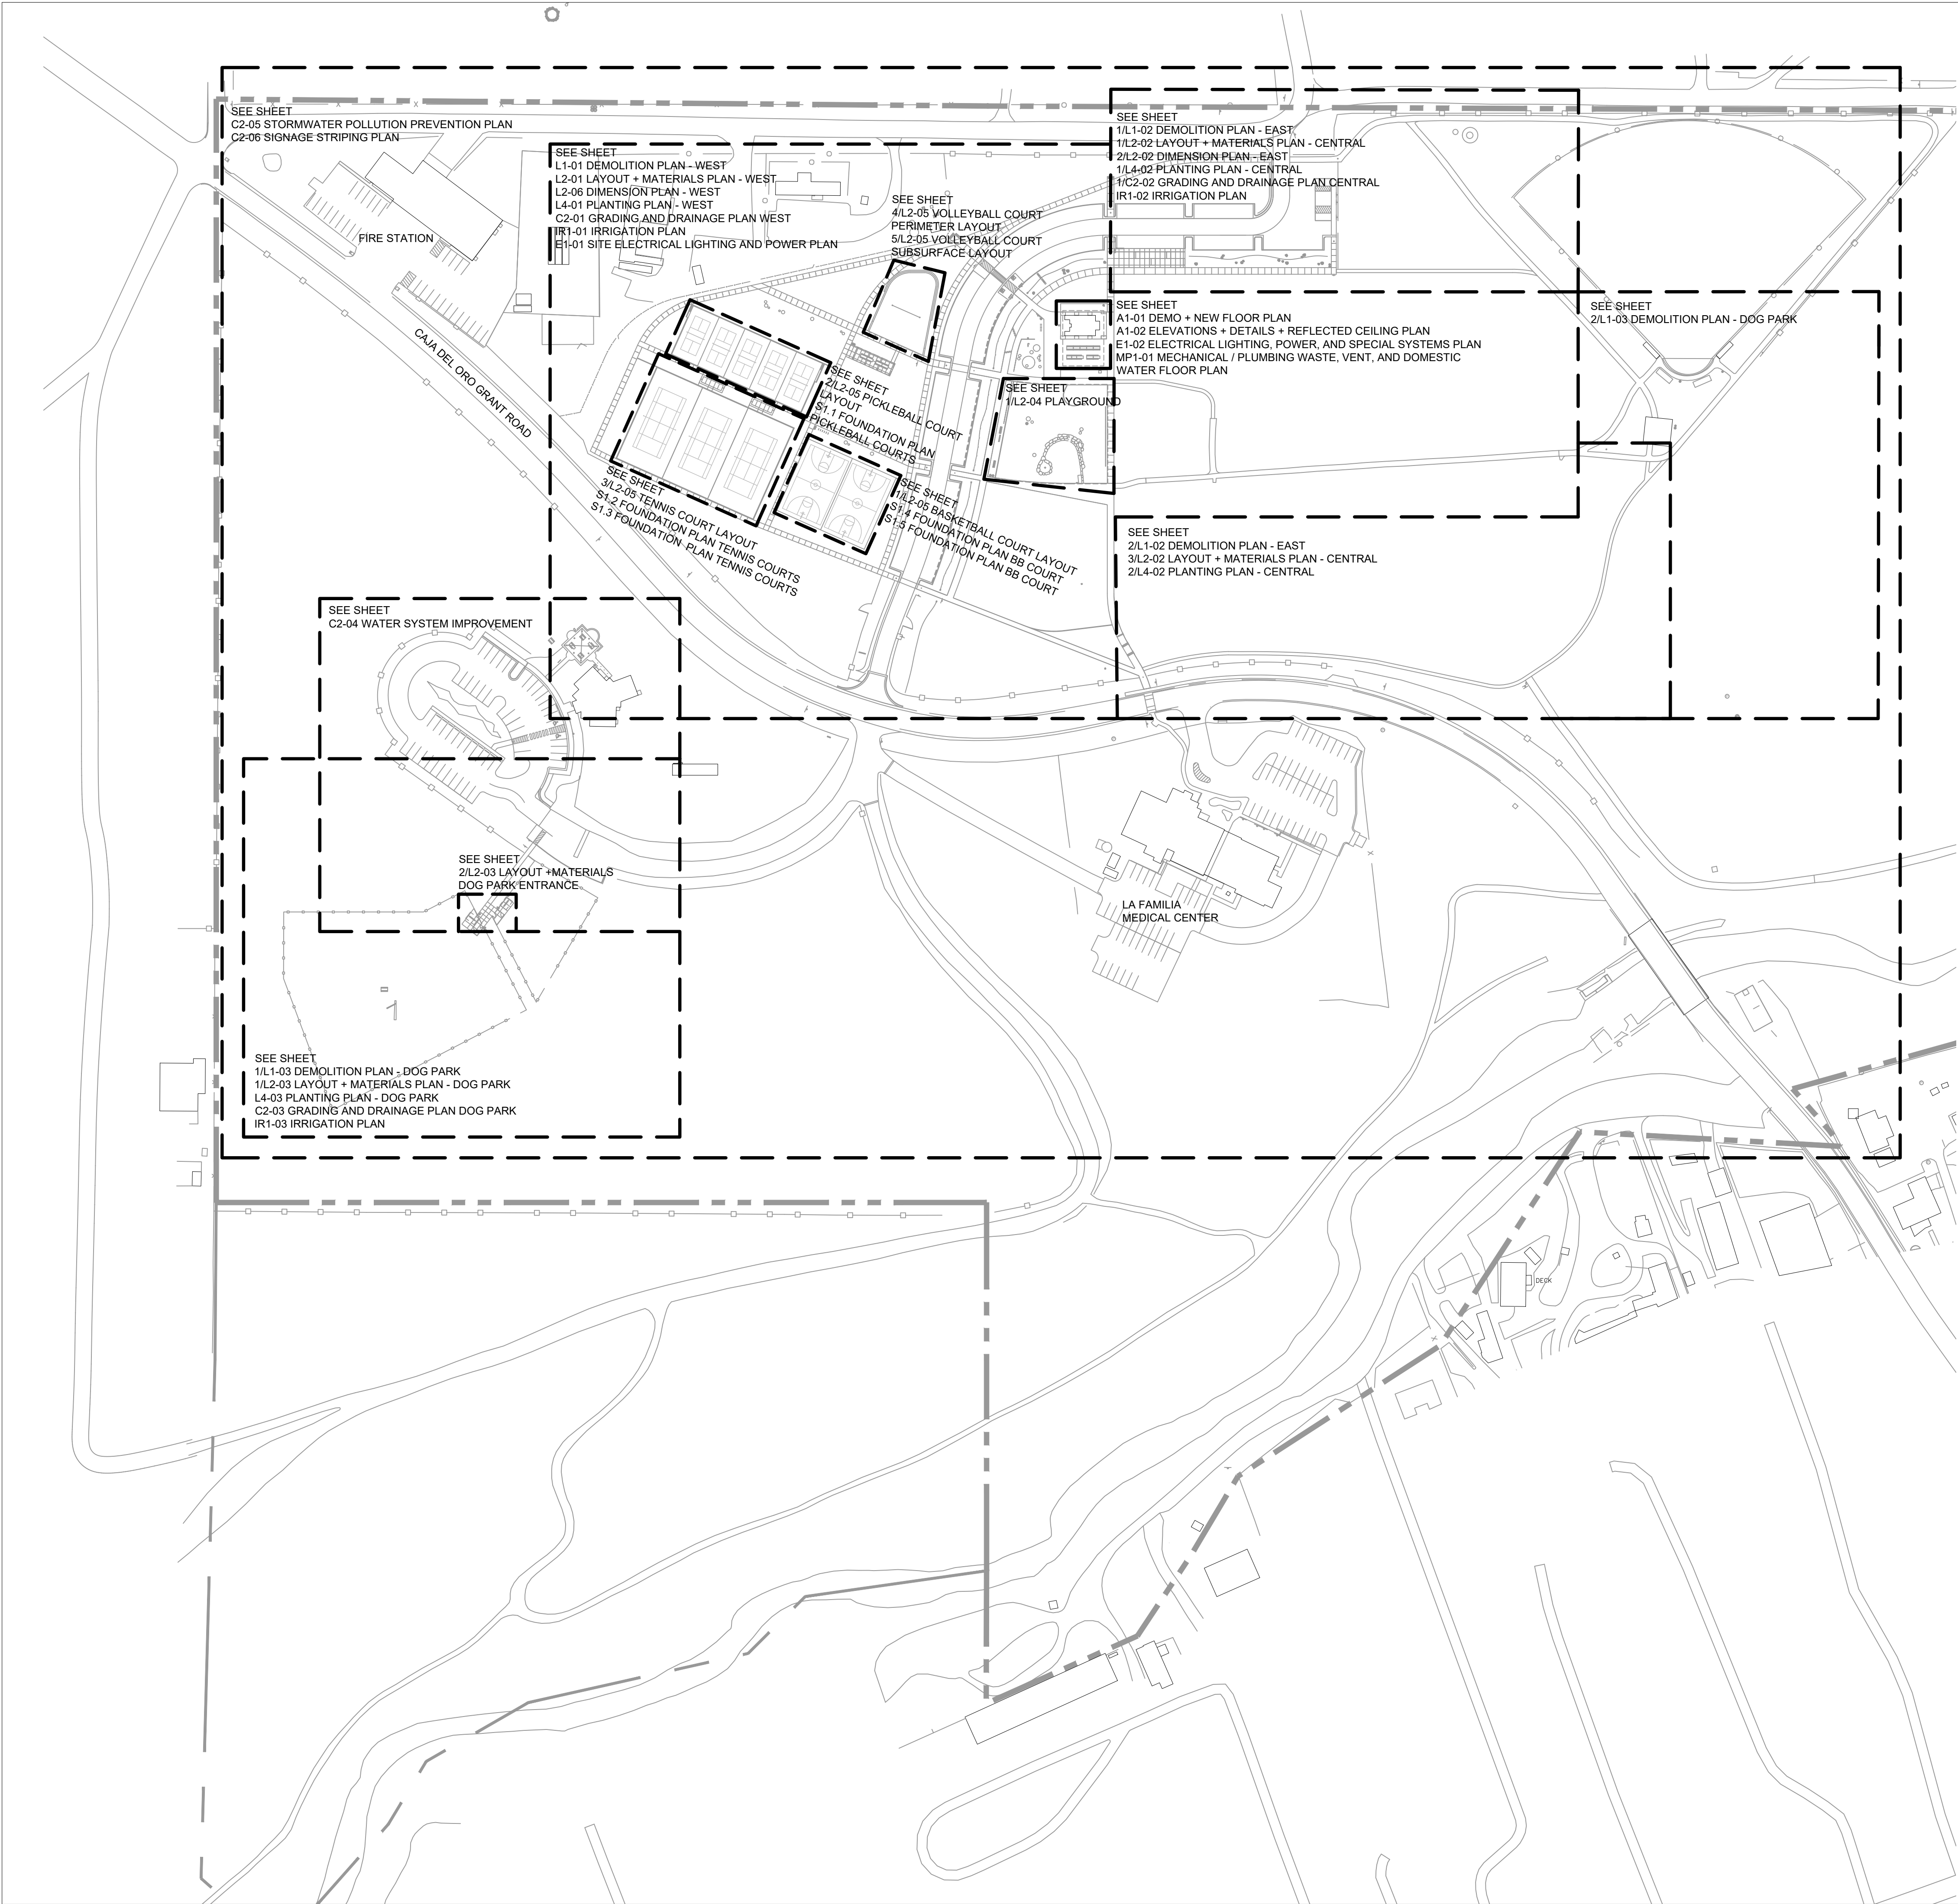 SEE SHEET
C2-05 STORMWATER POLLUTION PREVENTION PLAN
C2-06 SIGNAGE STRIPING PLAN
FIRE STATION
CAJA DEL ORO GRANT ROAD
SEE SHEET
L1-01 DEMOLITION PLAN - WEST
L2-01 LAYOUT + MATERIALS PLAN - WEST
L2-06 DIMENSION PLAN - WEST
L4-01 PLANTING PLAN - WEST
C2-01 GRADING AND DRAINAGE PLAN WEST
IR1-01 IRRIGATION PLAN
E1-01 SITE ELECTRICAL LIGHTING AND POWER PLAN
SEE SHEET
4/L2-05 VOLLEYBALL COURT
PERIMETER LAYOUT
5/L2-05 VOLLEYBALL COURT
SUBSURFACE LAYOUT
SEE SHEET
1/L1-02 DEMOLITION PLAN - EAST
1/L2-02 LAYOUT + MATERIALS PLAN - CENTRAL
2/L2-02 DIMENSION PLAN - EAST
1/L4-02 PLANTING PLAN - CENTRAL
1/C2-02 GRADING AND DRAINAGE PLAN CENTRAL
IR1-02 IRRIGATION PLAN
SEE SHEET
A1-01 DEMO + NEW FLOOR PLAN
A1-02 ELEVATIONS + DETAILS + REFLECTED CEILING PLAN
E1-02 ELECTRICAL LIGHTING, POWER, AND SPECIAL SYSTEMS PLAN
MP1-01 MECHANICAL / PLUMBING WASTE, VENT, AND DOMESTIC
WATER FLOOR PLAN
SEE SHEET
2/L1-03 DEMOLITION PLAN - DOG PARK
SEE SHEET
1/L2-04 PLAYGROUND
SEE SHEET
2/L2-05 PICKLEBALL COURT
LAYOUT
S1.1 FOUNDATION PLAN
PICKLEBALL COURTS
SEE SHEET
3/L2-05 TENNIS COURT LAYOUT
S1.2 FOUNDATION PLAN TENNIS COURTS
S1.3 FOUNDATION PLAN TENNIS COURTS
SEE SHEET
1/L2-05 BASKETBALL COURT LAYOUT
S1.4 FOUNDATION PLAN BB COURT
S1.5 FOUNDATION PLAN BB COURT
SEE SHEET
2/L1-02 DEMOLITION PLAN - EAST
3/L2-02 LAYOUT + MATERIALS PLAN - CENTRAL
2/L4-02 PLANTING PLAN - CENTRAL
SEE SHEET
C2-04 WATER SYSTEM IMPROVEMENT
SEE SHEET
2/L2-03 LAYOUT +MATERIALS
DOG PARK ENTRANCE
LA FAMILIA
MEDICAL CENTER
SEE SHEET
1/L1-03 DEMOLITION PLAN - DOG PARK
1/L2-03 LAYOUT + MATERIALS PLAN - DOG PARK
L4-03 PLANTING PLAN - DOG PARK
C2-03 GRADING AND DRAINAGE PLAN DOG PARK
IR1-03 IRRIGATION PLAN
DECK